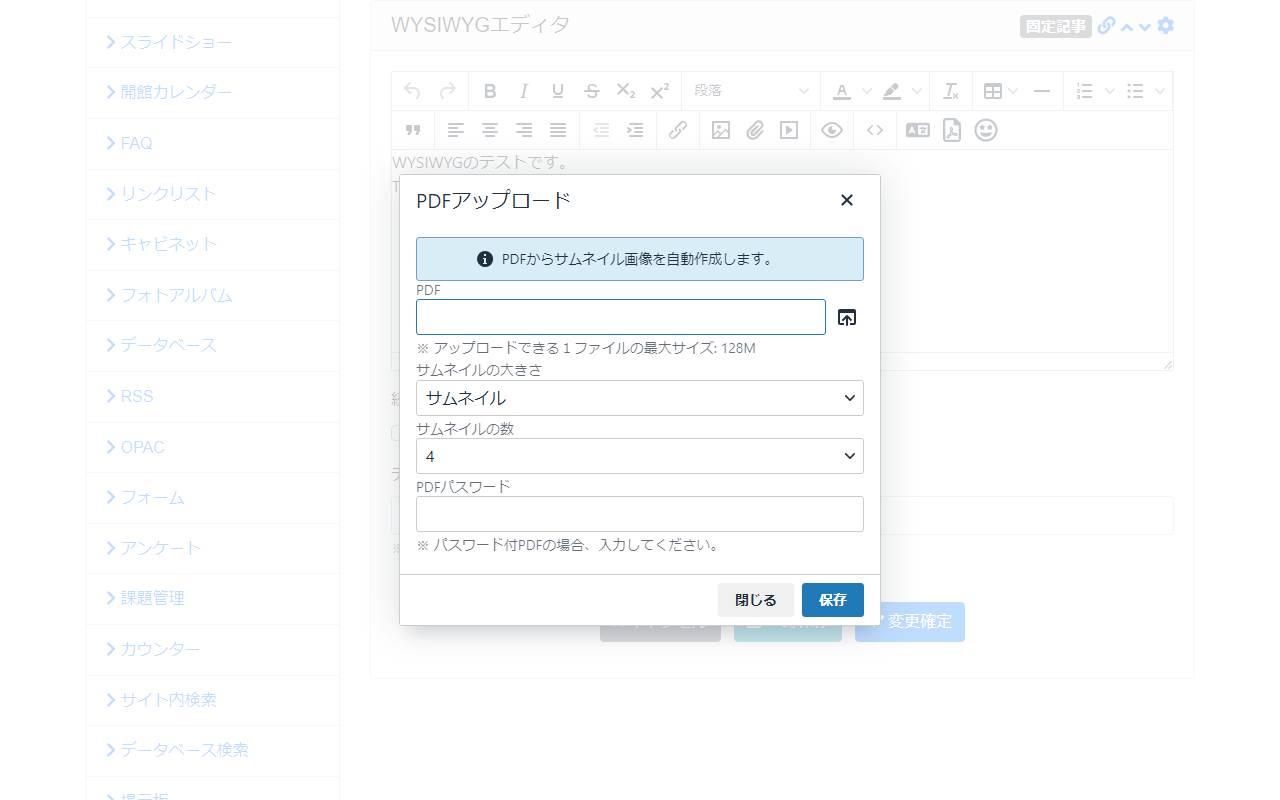 スライドショー
開館カレンダー
FAQ
リンクリスト
キャビネット
フォトアルバム
データベース
RSS
OPAC
フォーム
アンケート
課題管理
カウンター
サイト内検索
データベース検索
掲示板
WYSIWYGエディタ
固定記事
段落
WYSIWYGのテストです。
PDFアップロード
PDFからサムネイル画像を自動作成します。
PDF
※ アップロードできる１ファイルの最大サイズ: 128M
サムネイルの大きさ
サムネイル
サムネイルの数
4
PDFパスワード
※ パスワード付PDFの場合、入力してください。
閉じる
保存
変更確定